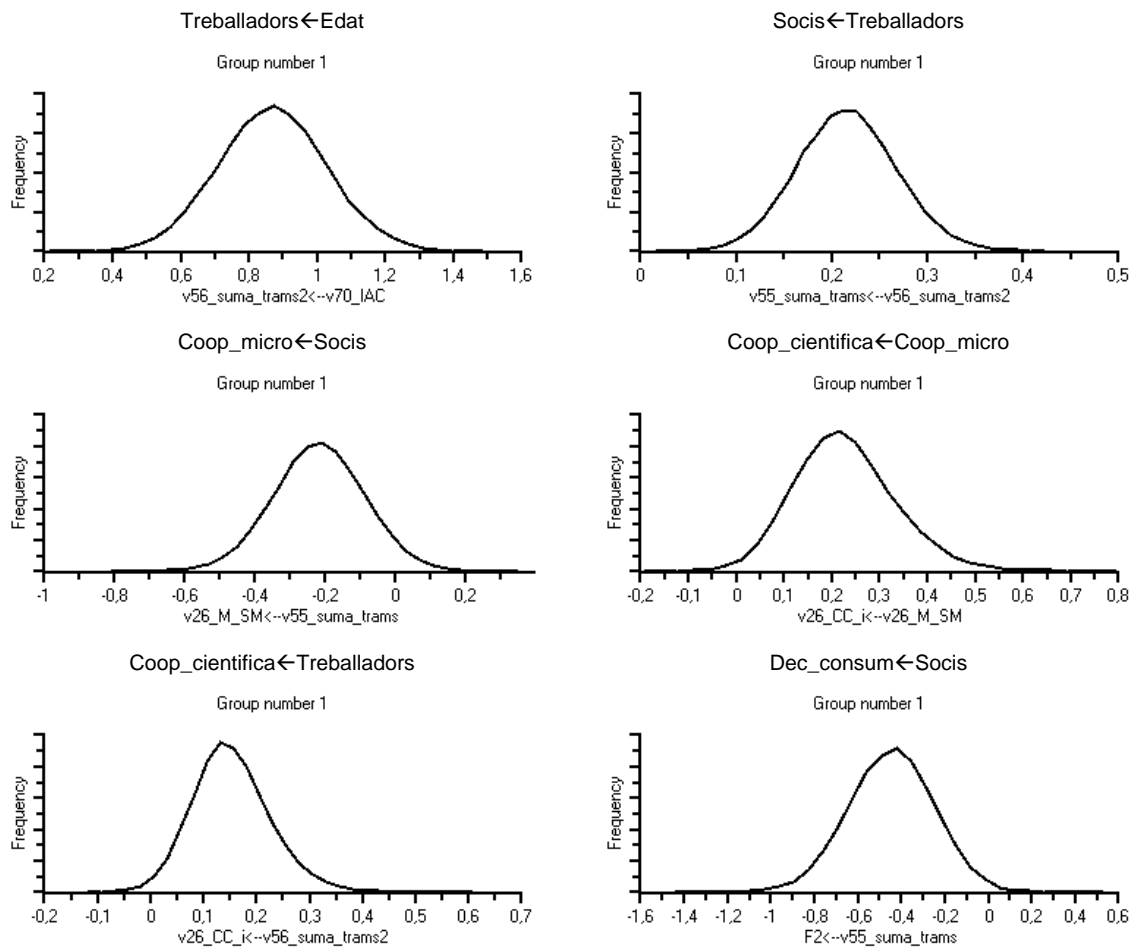 Treballadors←Edat
Group number 1
Frequency
0,2 0,4 0,6 0,8 1 1,2 1,4 1,6
v56_suma_trams2<--v70_IAC
Socis←Treballadors
Group number 1
Frequency
0 0,1 0,2 0,3 0,4 0,5
v55_suma_trams<--v56_suma_trams2
Coop_micro←Socis
Group number 1
Frequency
-1 -0,8 -0,6 -0,4 -0,2 0 0,2
v26_M_SM<--v55_suma_trams
Coop_cientifica←Coop_micro
Group number 1
Frequency
-0,2 -0,1 0 0,1 0,2 0,3 0,4 0,5 0,6 0,7 0,8
v26_CC_i<--v26_M_SM
Coop_cientifica←Treballadors
Group number 1
Frequency
-0,2 -0,1 0 0,1 0,2 0,3 0,4 0,5 0,6 0,7
v26_CC_i<--v56_suma_trams2
Dec_consum←Socis
Group number 1
Frequency
-1,6 -1,4 -1,2 -1 -0,8 -0,6 -0,4 -0,2 0 0,2 0,4 0,6
F2<--v55_suma_trams